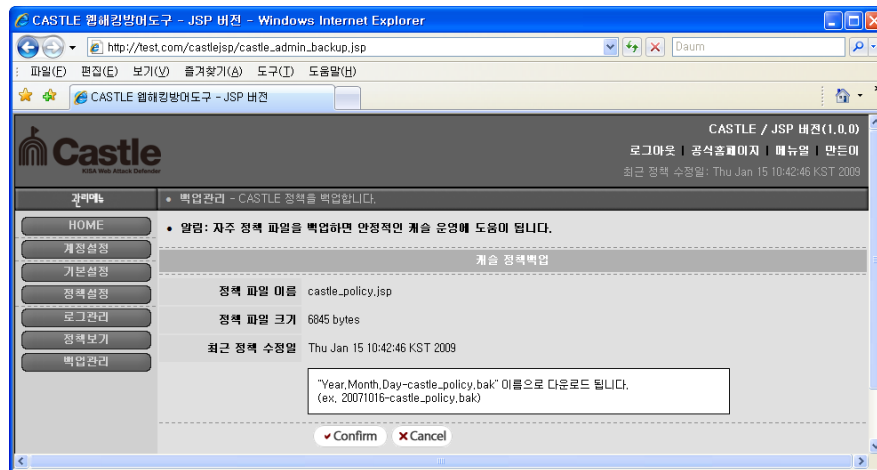 CASTLE 웹해킹방어도구 - JSP 버전 - Windows Internet Explorer
http://test.com/castlejsp/castle_admin_backup.jsp
Daum
파일(F) 편집(E) 보기(V) 즐겨찾기(A) 도구(T) 도움말(H)
CASTLE 웹해킹방어도구 - JSP 버전
Castle
KISA Web Attack Defender
CASTLE / JSP 버전(1.0.0)
로그아웃 | 공식홈페이지 | 메뉴얼 | 만든이
최근 정책 수정일: Thu Jan 15 10:42:46 KST 2009
관리메뉴
• 백업관리 - CASTLE 정책를 백업합니다.
HOME
계정설정
기본설정
정책설정
로그관리
정책보기
백업관리
• 알림: 자주 정책 파일을 백업하면 안정적인 캐슬 운영에 도움이 됩니다.
캐슬 정책백업
정책 파일 이름 castle_policy.jsp
정책 파일 크기 6845 bytes
최근 정책 수정일 Thu Jan 15 10:42:46 KST 2009
"Year,Month,Day-castle_policy.bak" 이름으로 다운로드 됩니다.
(ex, 20071016-castle_policy.bak)
Confirm Cancel